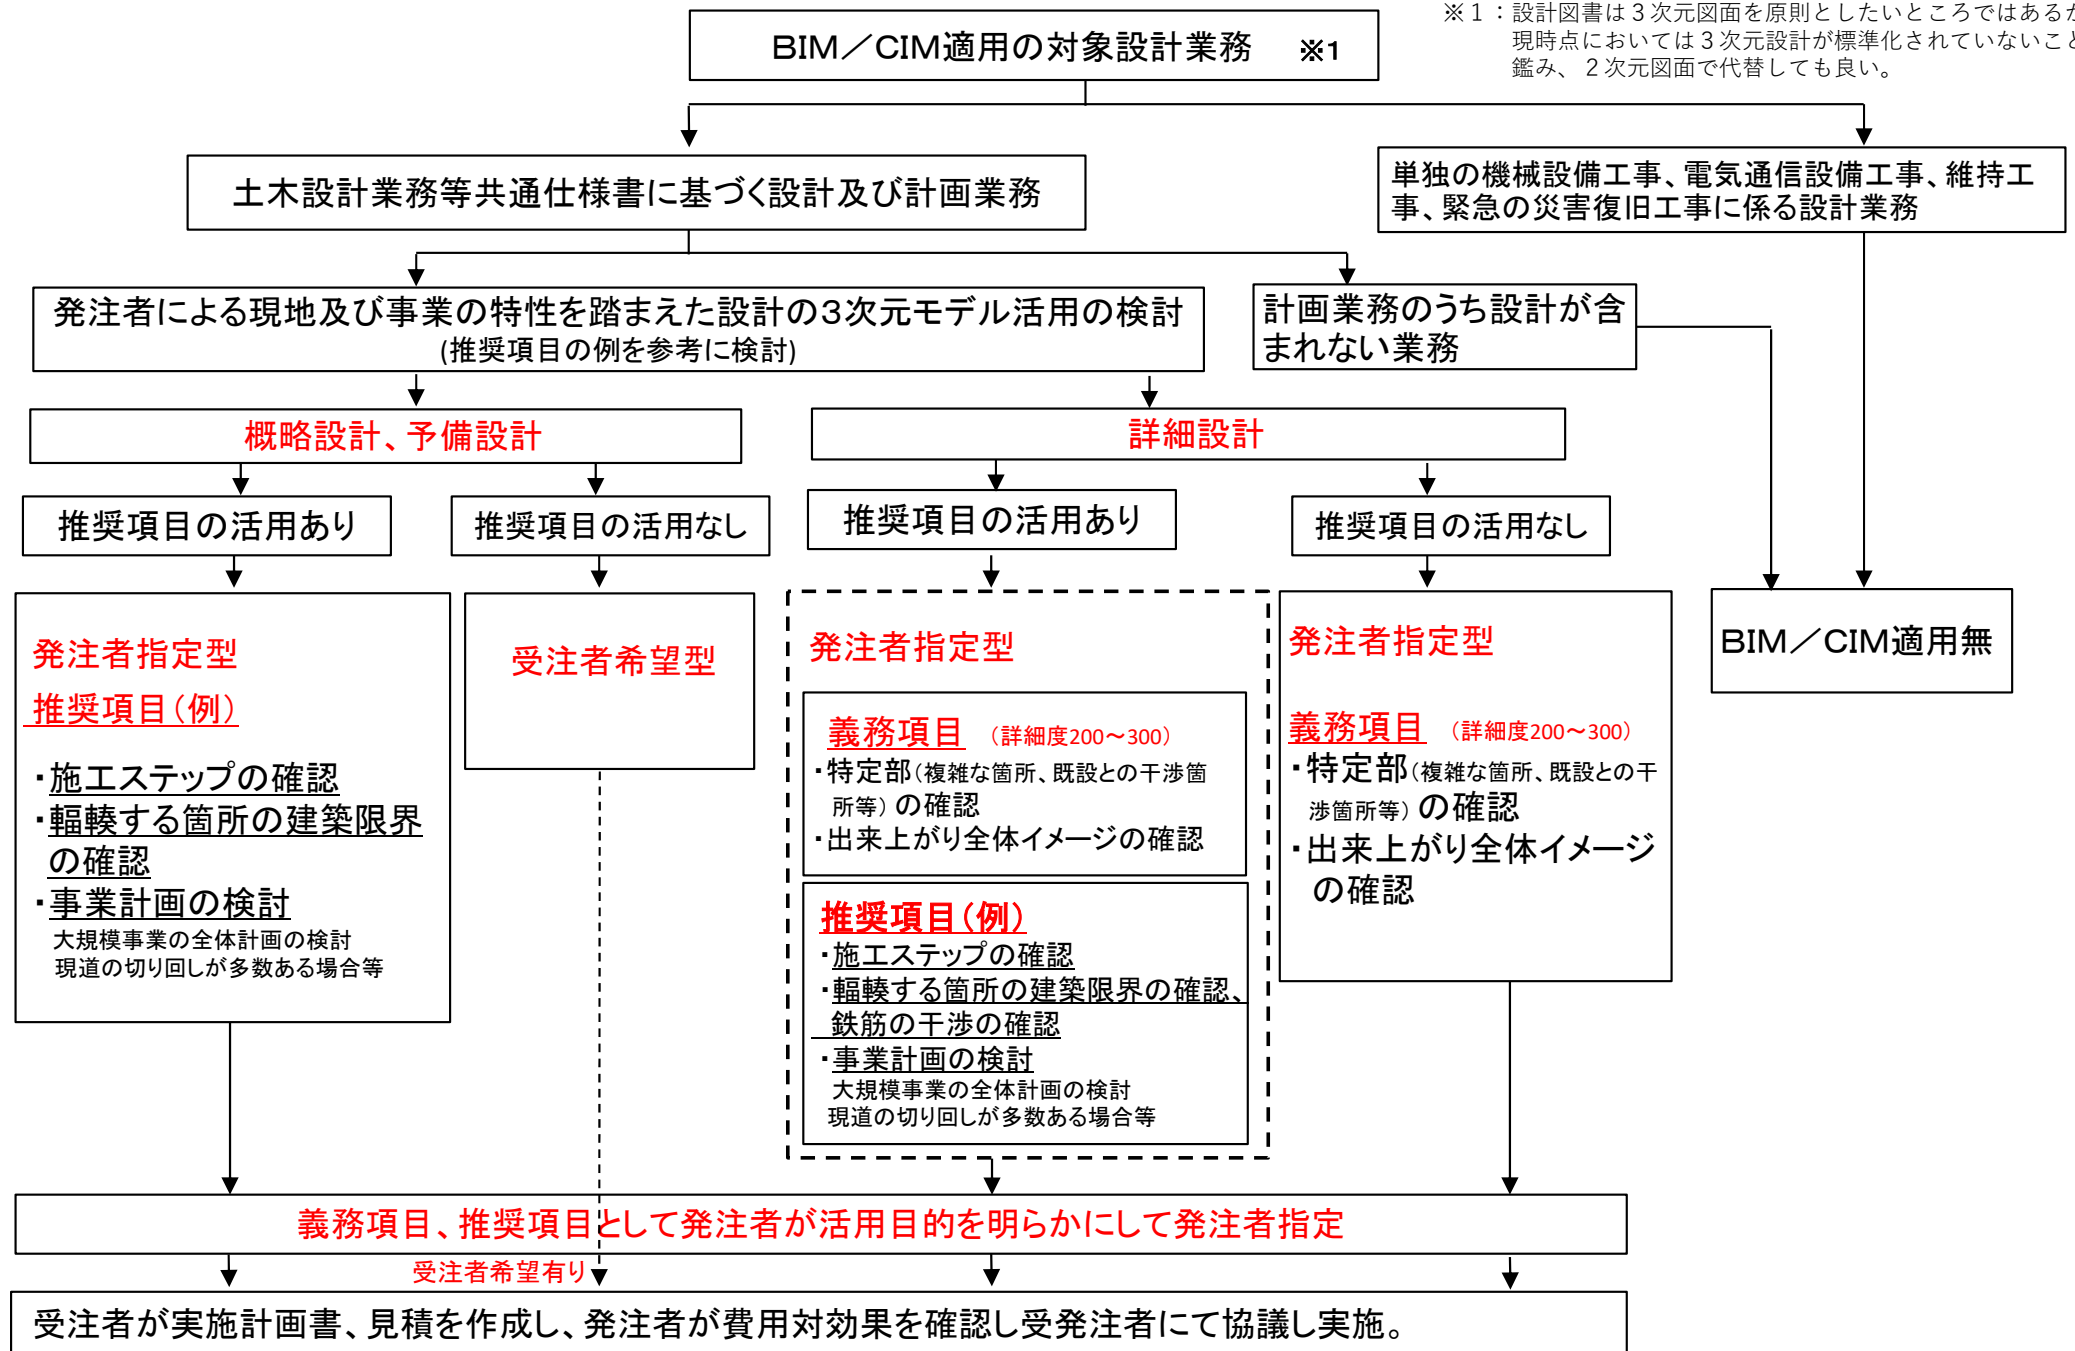 BIM／CIM適用の対象設計業務　※1
※１：設計図書は３次元図面を原則としたいところではあるが
現時点においては３次元設計が標準化されていないこと
鑑み、２次元図面で代替しても良い。
土木設計業務等共通仕様書に基づく設計及び計画業務
単独の機械設備工事、電気通信設備工事、維持工
事、緊急の災害復旧工事に係る設計業務
発注者による現地及び事業の特性を踏まえた設計の３次元モデル活用の検討
(推奨項目の例を参考に検討)
計画業務のうち設計が含
まれない業務
概略設計、予備設計
詳細設計
推奨項目の活用あり
推奨項目の活用なし
推奨項目の活用あり
推奨項目の活用なし
発注者指定型
推奨項目（例）
・施工ステップの確認
・輻輳する箇所の建築限界
の確認
・事業計画の検討
大規模事業の全体計画の検討
現道の切り回しが多数ある場合等
受注者希望型
発注者指定型
義務項目　（詳細度200～300）
・特定部（複雑な箇所、既設との干渉箇
所等）の確認
・出来上がり全体イメージの確認
推奨項目（例）
・施工ステップの確認
・輻輳する箇所の建築限界の確認、
鉄筋の干渉の確認
・事業計画の検討
大規模事業の全体計画の検討
現道の切り回しが多数ある場合等
発注者指定型
義務項目　（詳細度200～300）
・特定部（複雑な箇所、既設との干
渉箇所等）の確認
・出来上がり全体イメージ
の確認
BIM／CIM適用無
義務項目、推奨項目として発注者が活用目的を明らかにして発注者指定
受注者希望有り
受注者が実施計画書、見積を作成し、発注者が費用対効果を確認し受発注者にて協議し実施。